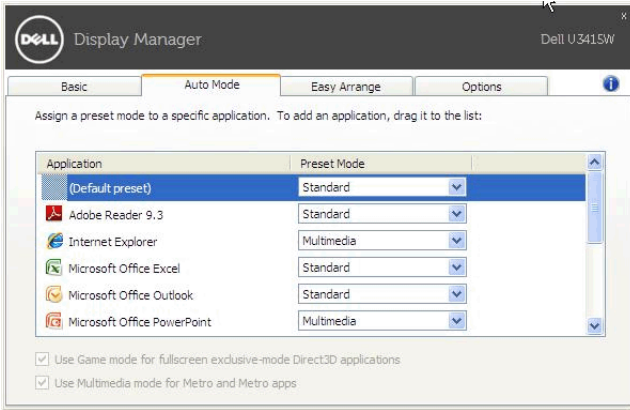 DELL Display Manager
x
Dell U3415W
Basic Auto Mode Easy Arrange Options i
Assign a preset mode to a specific application. To add an application, drag it to the list:
Application Preset Mode
(Default preset) Standard
Adobe Reader 9.3 Standard
Internet Explorer Multimedia
Microsoft Office Excel Standard
Microsoft Office Outlook Standard
Microsoft Office PowerPoint Multimedia
Use Game mode for fullscreen exclusive-mode Direct3D applications
Use Multimedia mode for Metro and Metro apps